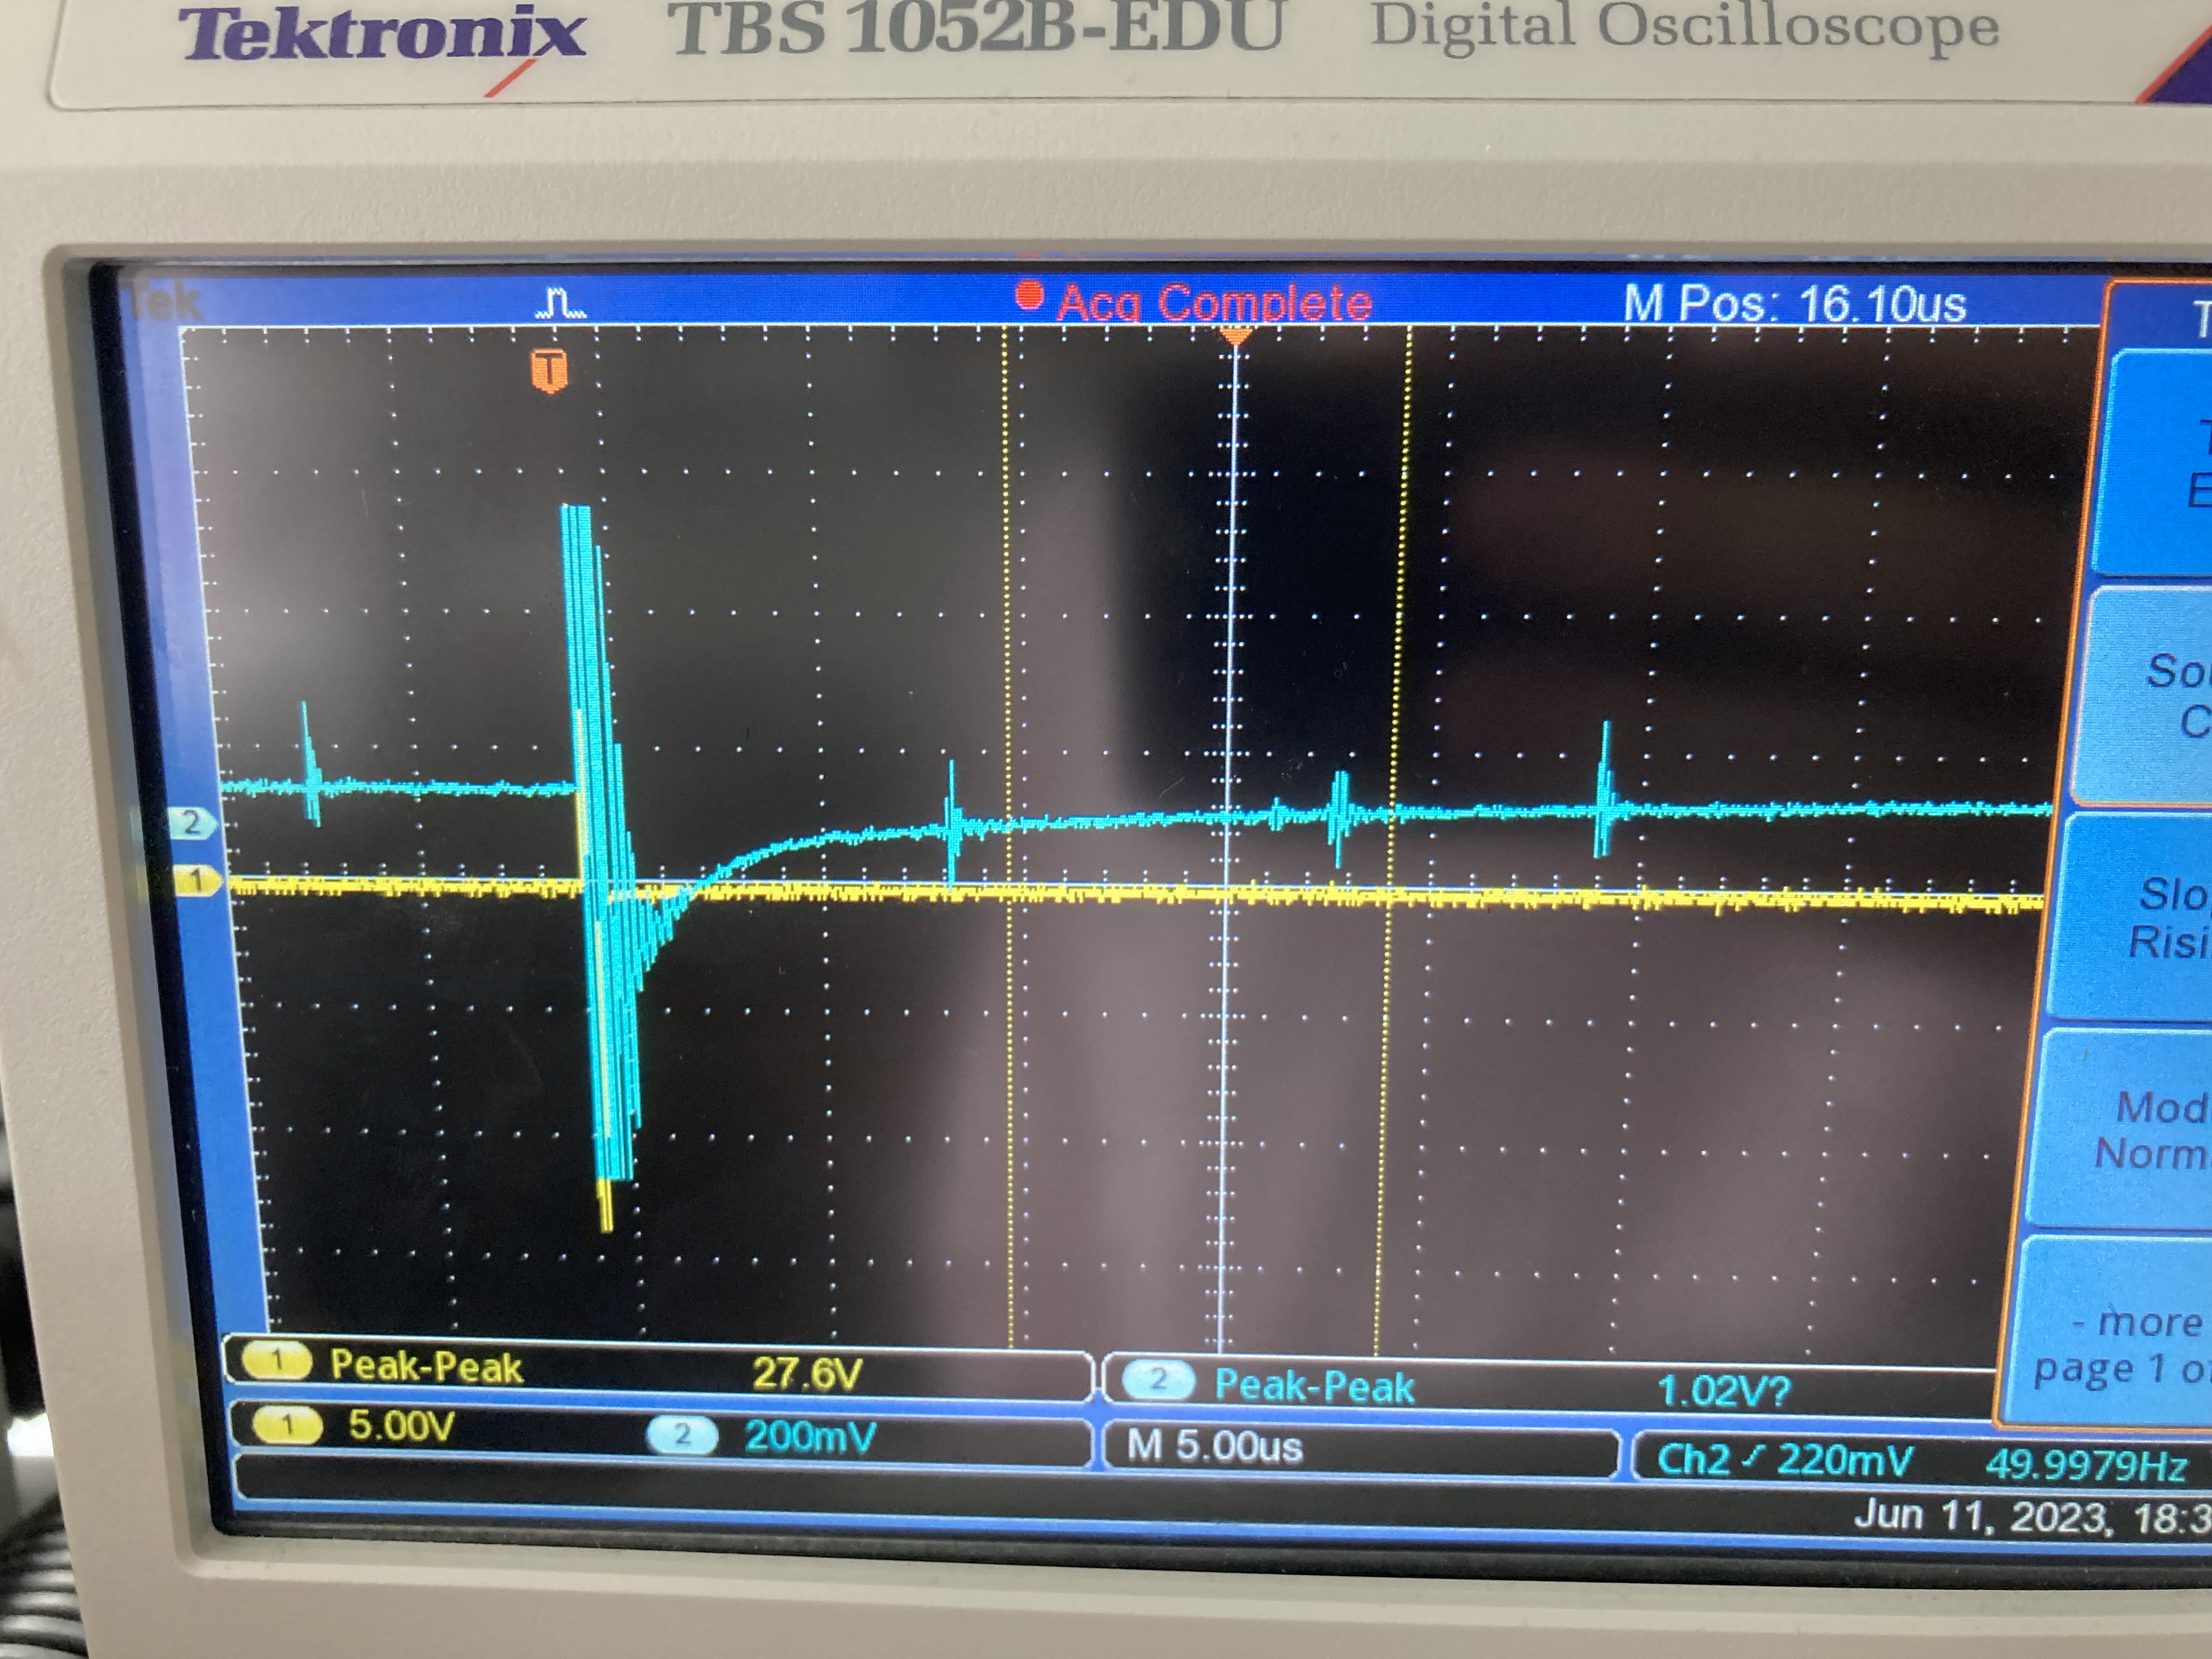 Tektronix TBS 1052B-EDU Digital Oscilloscope
Tek Acq Complete M Pos: 16.10us
T
2
1
Slo
Risi
Mod
Norm
- more
page 1 o
1 Peak-Peak 27.6V 2 Peak-Peak 1.02V?
1 5.00V 2 200mV M 5.00us Ch2 220mV 49.9979Hz
Jun 11, 2023, 18:3